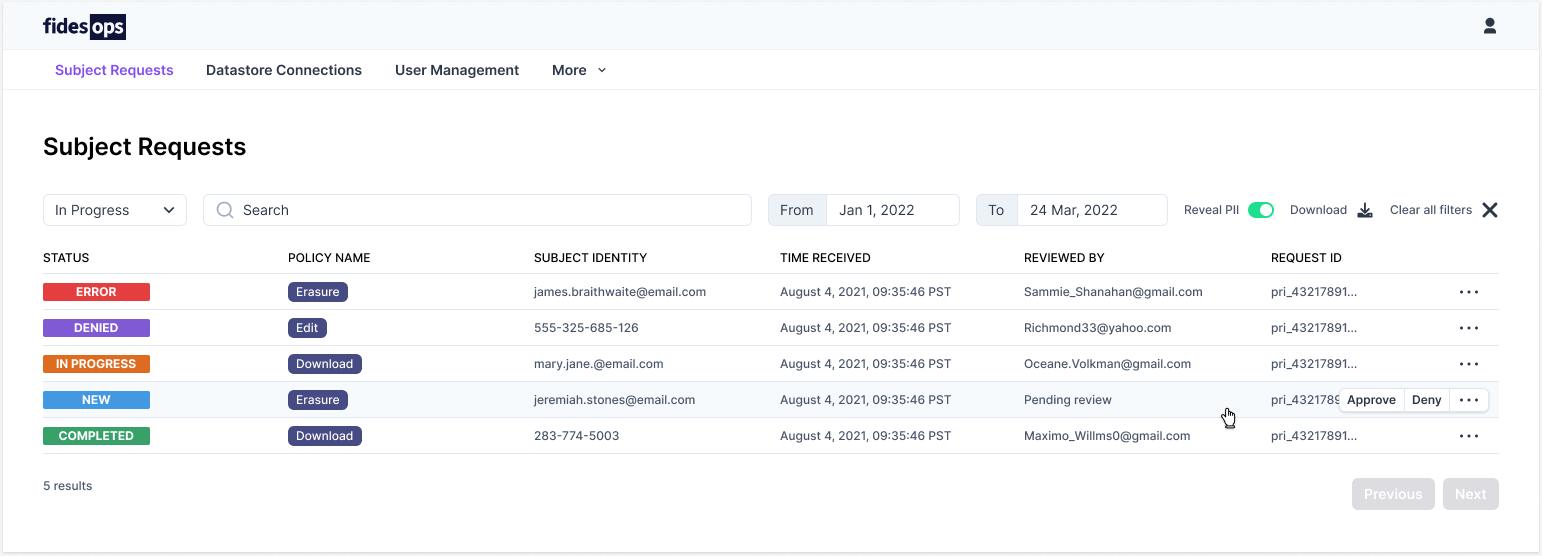 fidesops
Subject Requests Datastore Connections User Management More
Subject Requests
In Progress Search From Jan 1, 2022 To 24 Mar, 2022 Reveal PII Download Clear all filters
STATUS POLICY NAME SUBJECT IDENTITY TIME RECEIVED REVIEWED BY REQUEST ID
ERROR Erasure james.braithwaite@email.com August 4, 2021, 09:35:46 PST Sammie_Shanahan@gmail.com pri_43217891...
DENIED Edit 555-325-685-126 August 4, 2021, 09:35:46 PST Richmond33@yahoo.com pri_43217891...
IN PROGRESS Download mary.jane.@email.com August 4, 2021, 09:35:46 PST Oceane.Volkman@gmail.com pri_43217891...
NEW Erasure jeremiah.stones@email.com August 4, 2021, 09:35:46 PST Pending review pri_4321789 Approve Deny
COMPLETED Download 283-774-5003 August 4, 2021, 09:35:46 PST Maximo_Willms0@gmail.com pri_43217891...
5 results
Previous Next